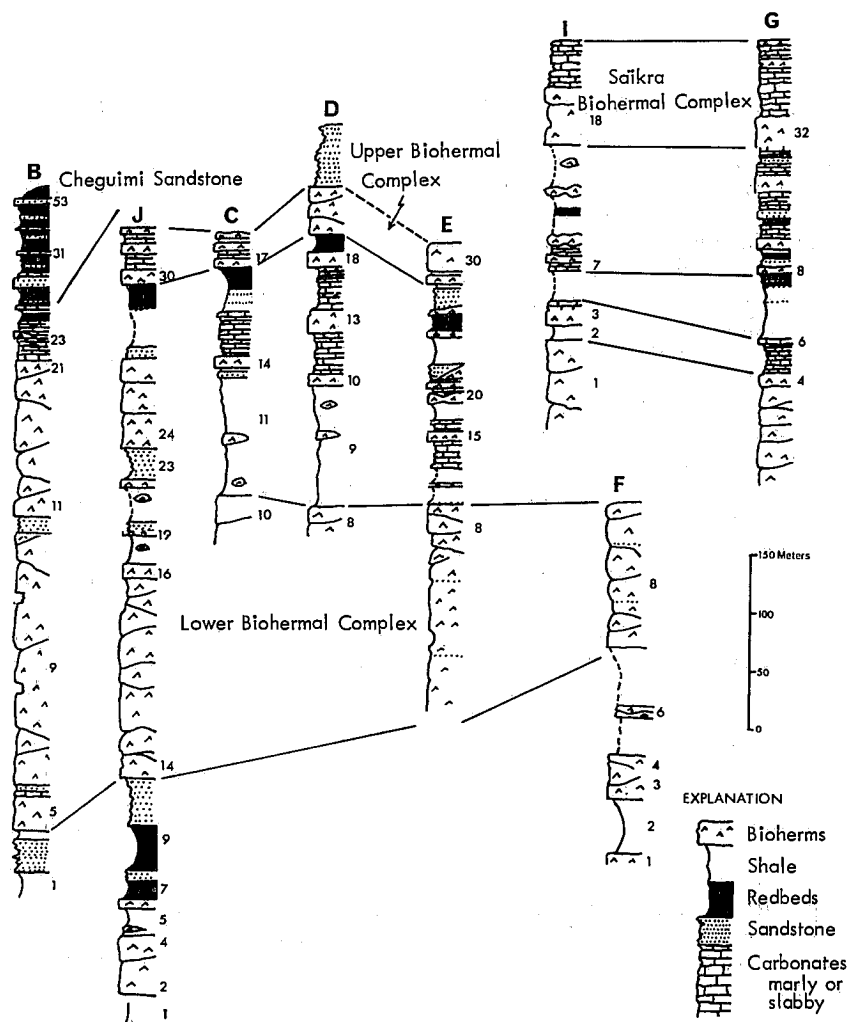 I
G
Saïkra
Biohermal Complex
18
32
D
Upper Biohermal
Complex
B
Cheguimi Sandstone
53
J
C
E
31
30
17
18
30
7
8
23
13
3
2
6
21
14
10
20
1
4
24
11
15
23
9
F
11
10
8
8
19
16
150 Meters
8
100
Lower Biohermal Complex
9
50
6
0
14
4
3
EXPLANATION
5
2
Bioherms
9
1
Shale
1
7
Redbeds
5
Sandstone
4
Carbonates
marly or
slabby
2
1